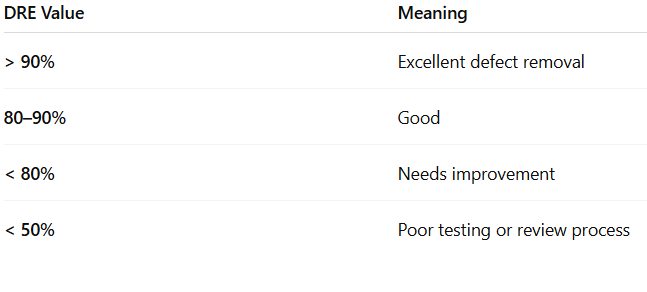 DRE Value Meaning
> 90% Excellent defect removal
80–90% Good
< 80% Needs improvement
< 50% Poor testing or review process